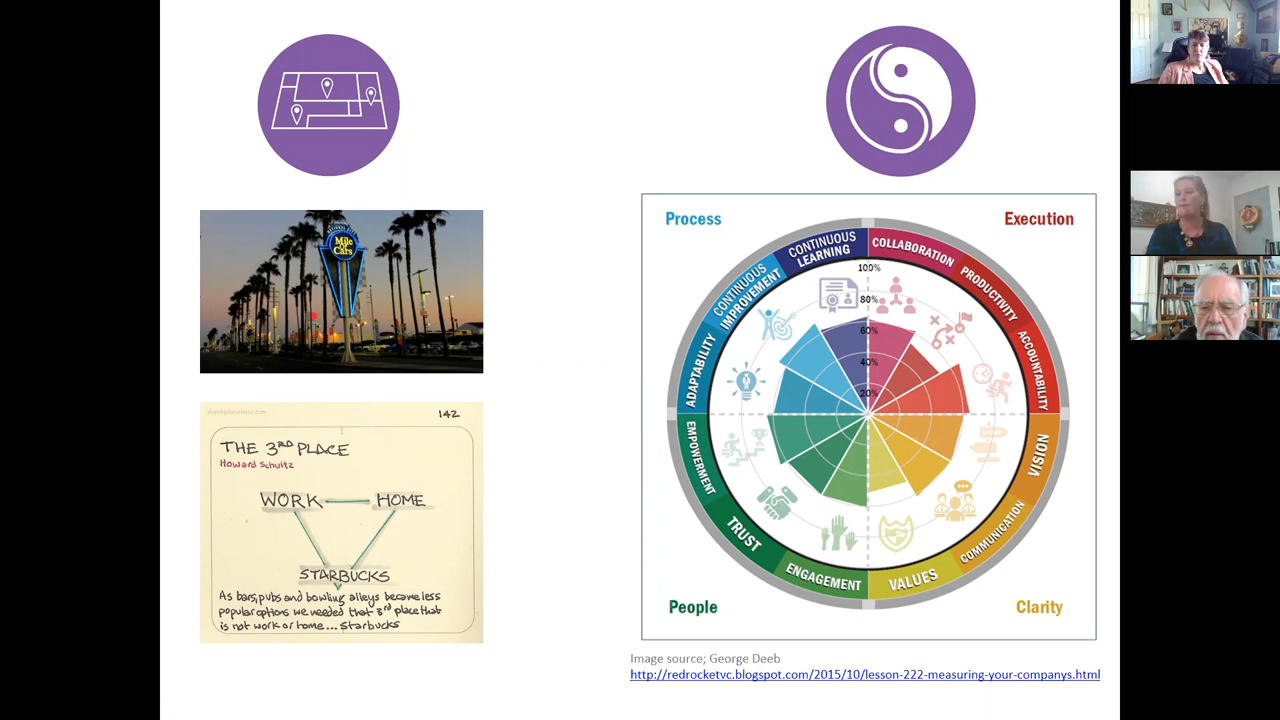 NATIONAL CITY
Mile
of
Cars
142
THE 3RD PLACE
Howard Schultz
WORK
HOME
STARBUCKS
As bars, pubs and bowling alleys became less
popular options we needed that 3rd place that
is not work or home... Starbucks
Process
Execution
CONTINUOUS
LEARNING
COLLABORATION
CONTINUOUS
IMPROVEMENT
PRODUCTIVITY
ADAPTABILITY
ACCOUNTABILITY
100%
80%
60%
40%
20%
EMPOWERMENT
VISION
TRUST
COMMUNICATION
ENGAGEMENT
VALUES
People
Clarity
Image source; George Deeb
http://redrocketvc.blogspot.com/2015/10/lesson-222-measuring-your-companys.html